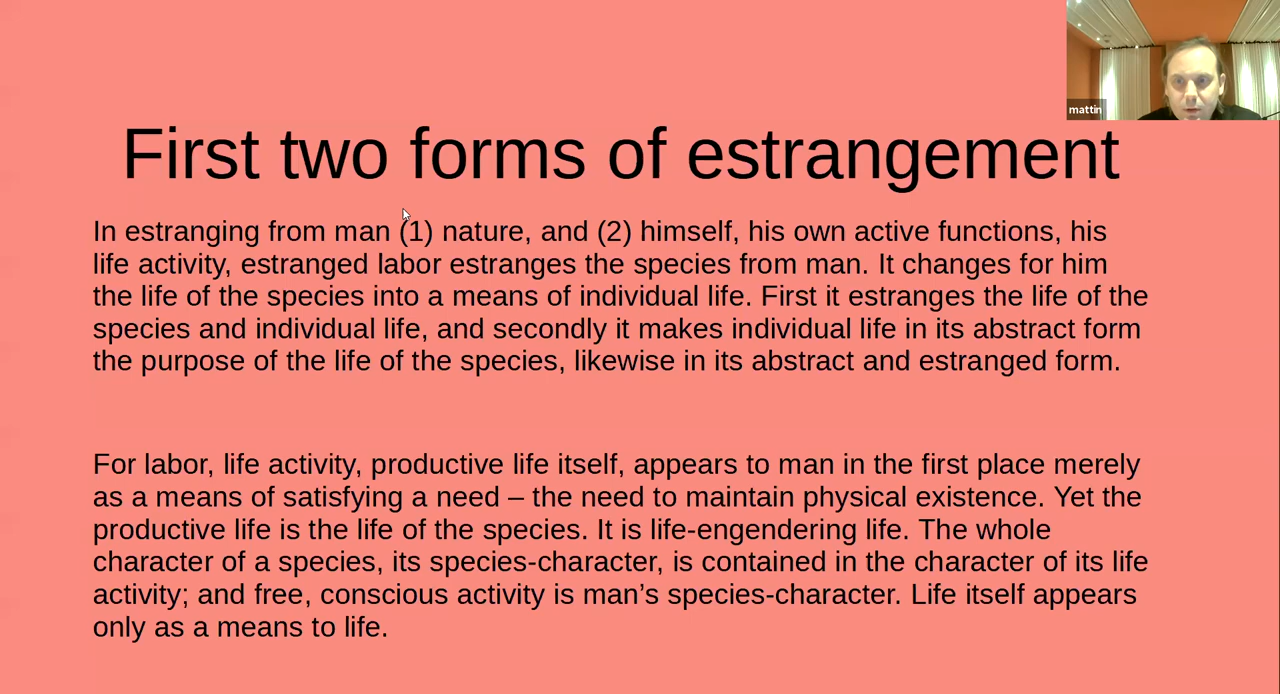 mattin
First two forms of estrangement
In estranging from man (1) nature, and (2) himself, his own active functions, his
life activity, estranged labor estranges the species from man. It changes for him
the life of the species into a means of individual life. First it estranges the life of the
species and individual life, and secondly it makes individual life in its abstract form
the purpose of the life of the species, likewise in its abstract and estranged form.
For labor, life activity, productive life itself, appears to man in the first place merely
as a means of satisfying a need – the need to maintain physical existence. Yet the
productive life is the life of the species. It is life-engendering life. The whole
character of a species, its species-character, is contained in the character of its life
activity; and free, conscious activity is man’s species-character. Life itself appears
only as a means to life.